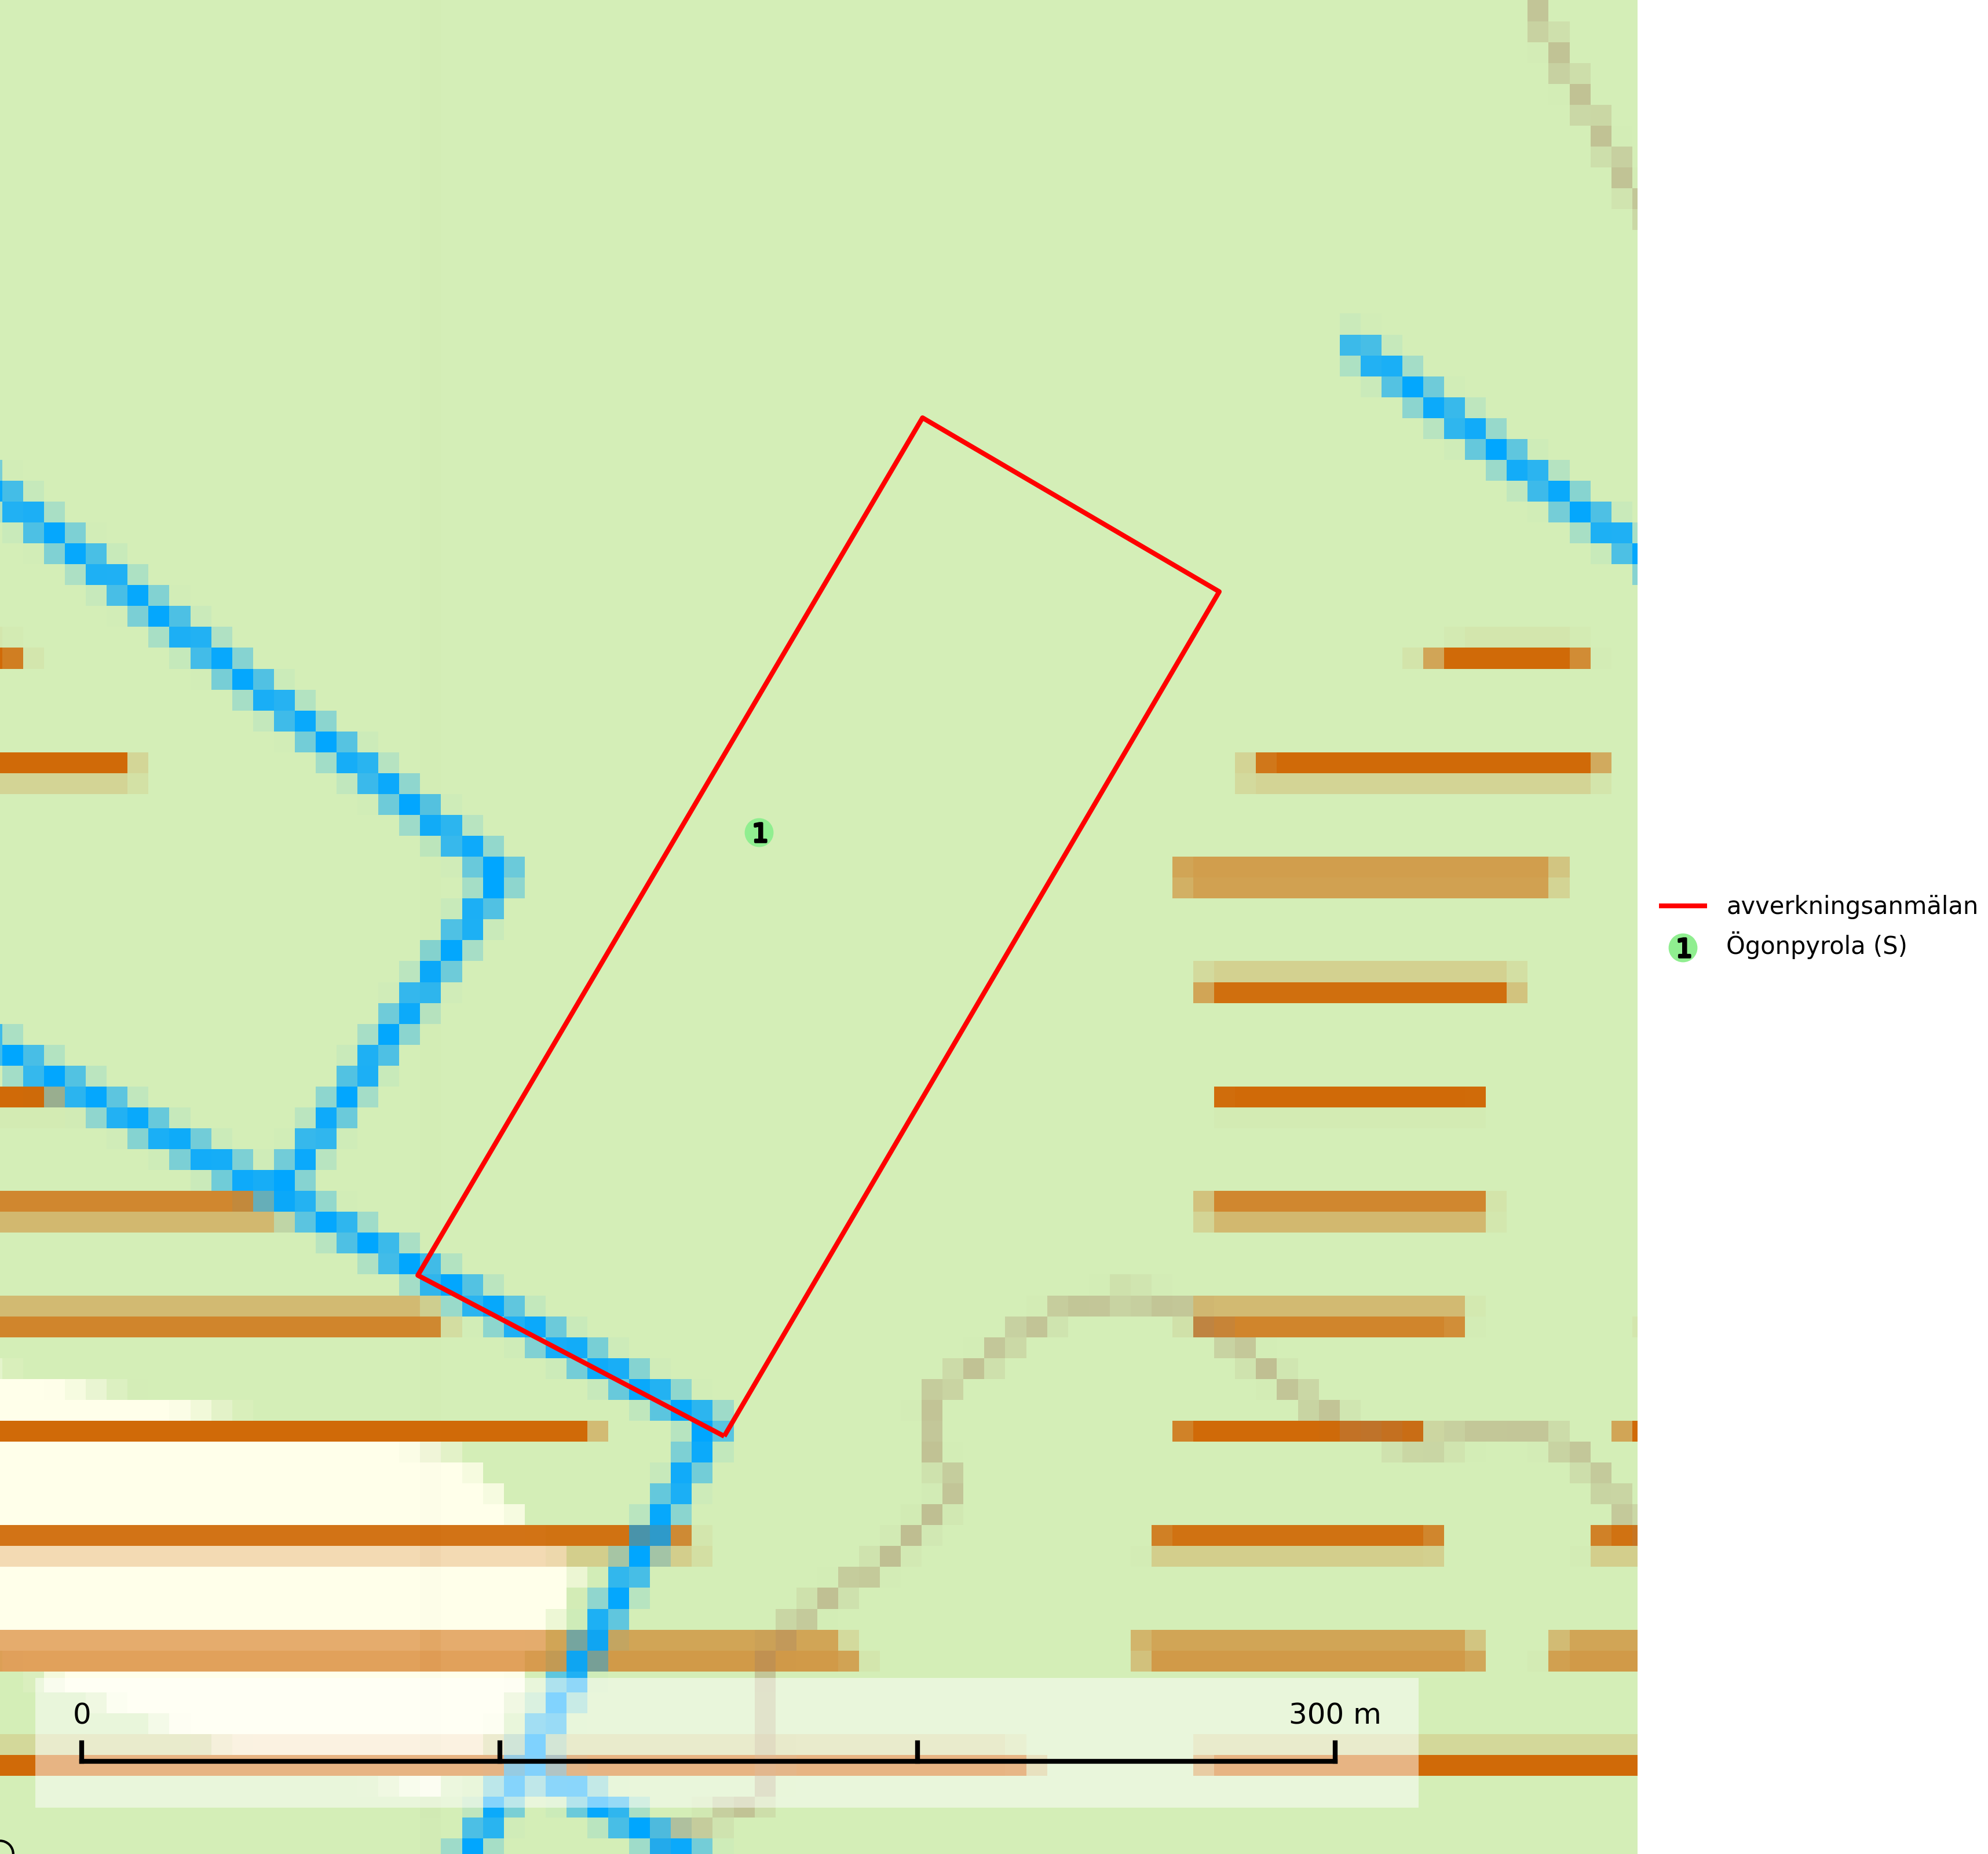 1
avverkningsanmälan
1 Ögonpyrola (S)
0 300 m